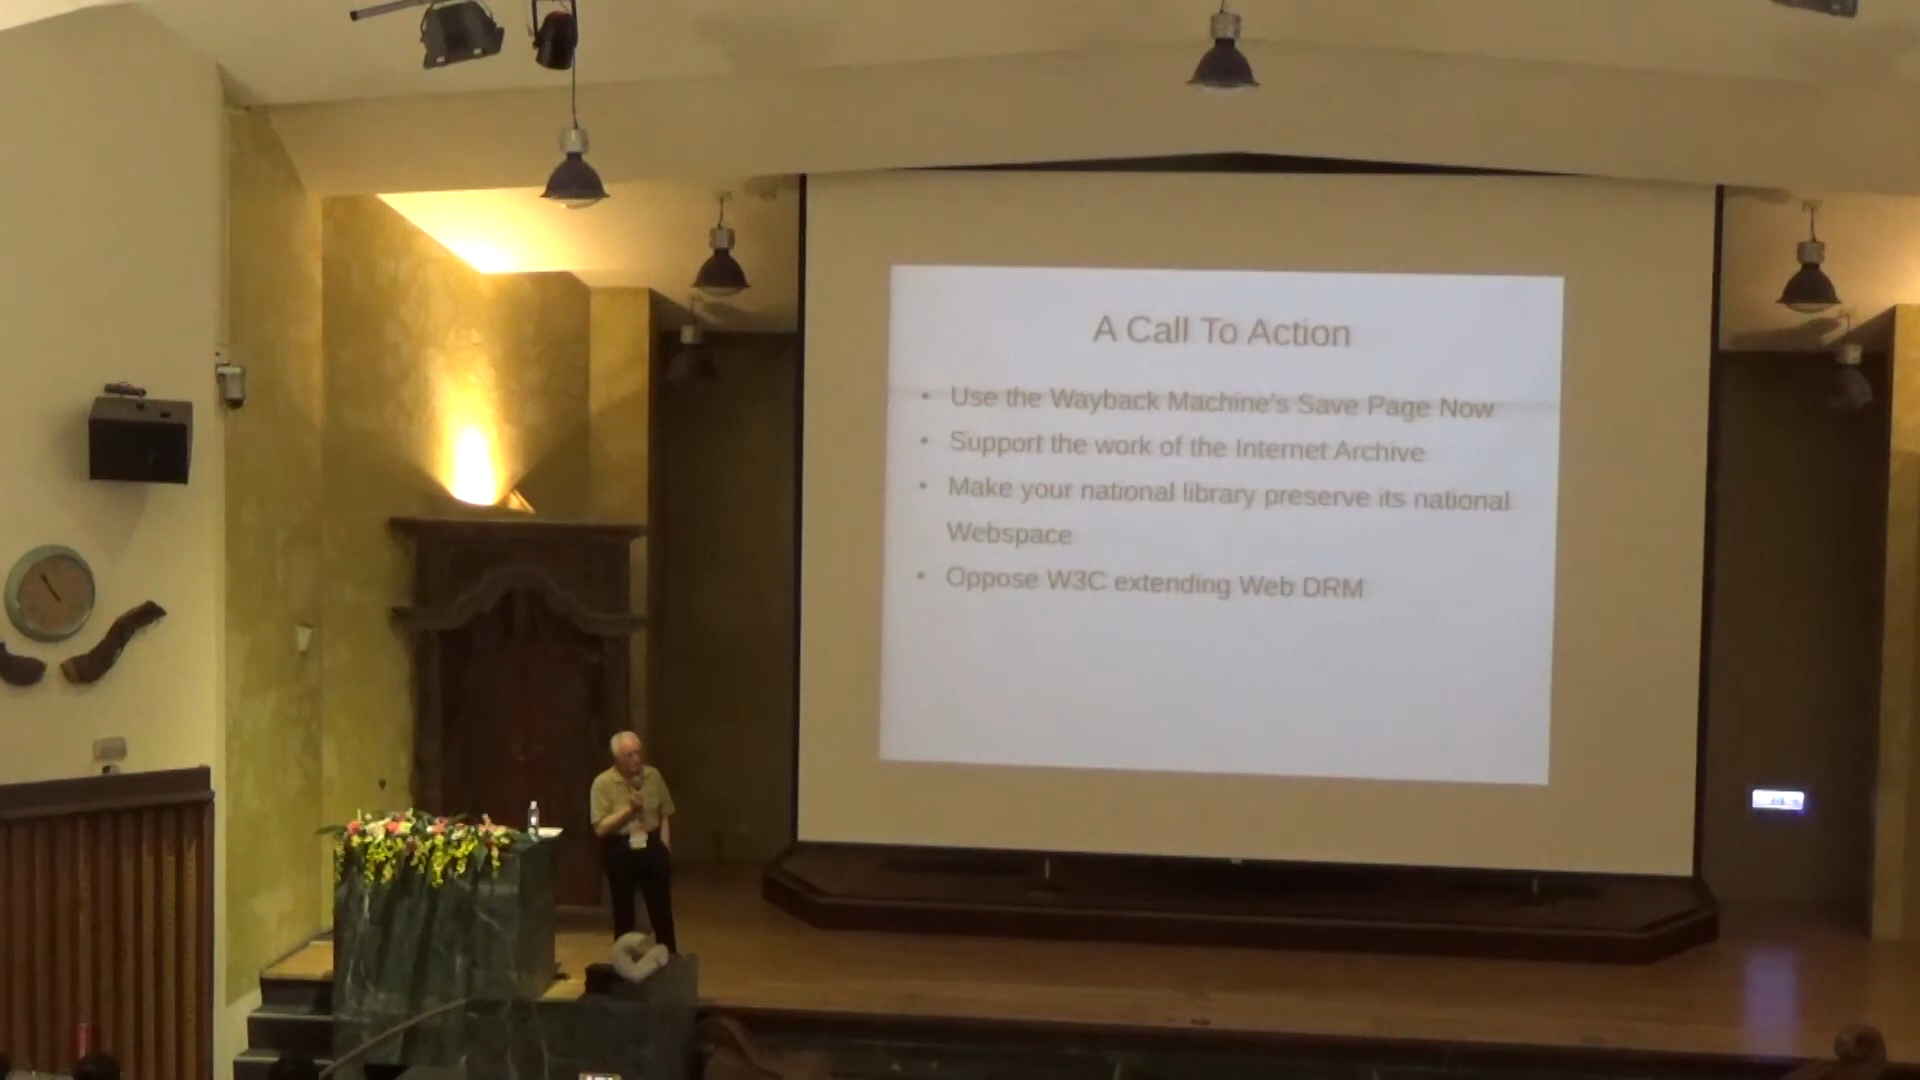 A Call To Action
• Use the Wayback Machine's Save Page Now
• Support the work of the Internet Archive
• Make your national library preserve its national
Webspace
• Oppose W3C extending Web DRM